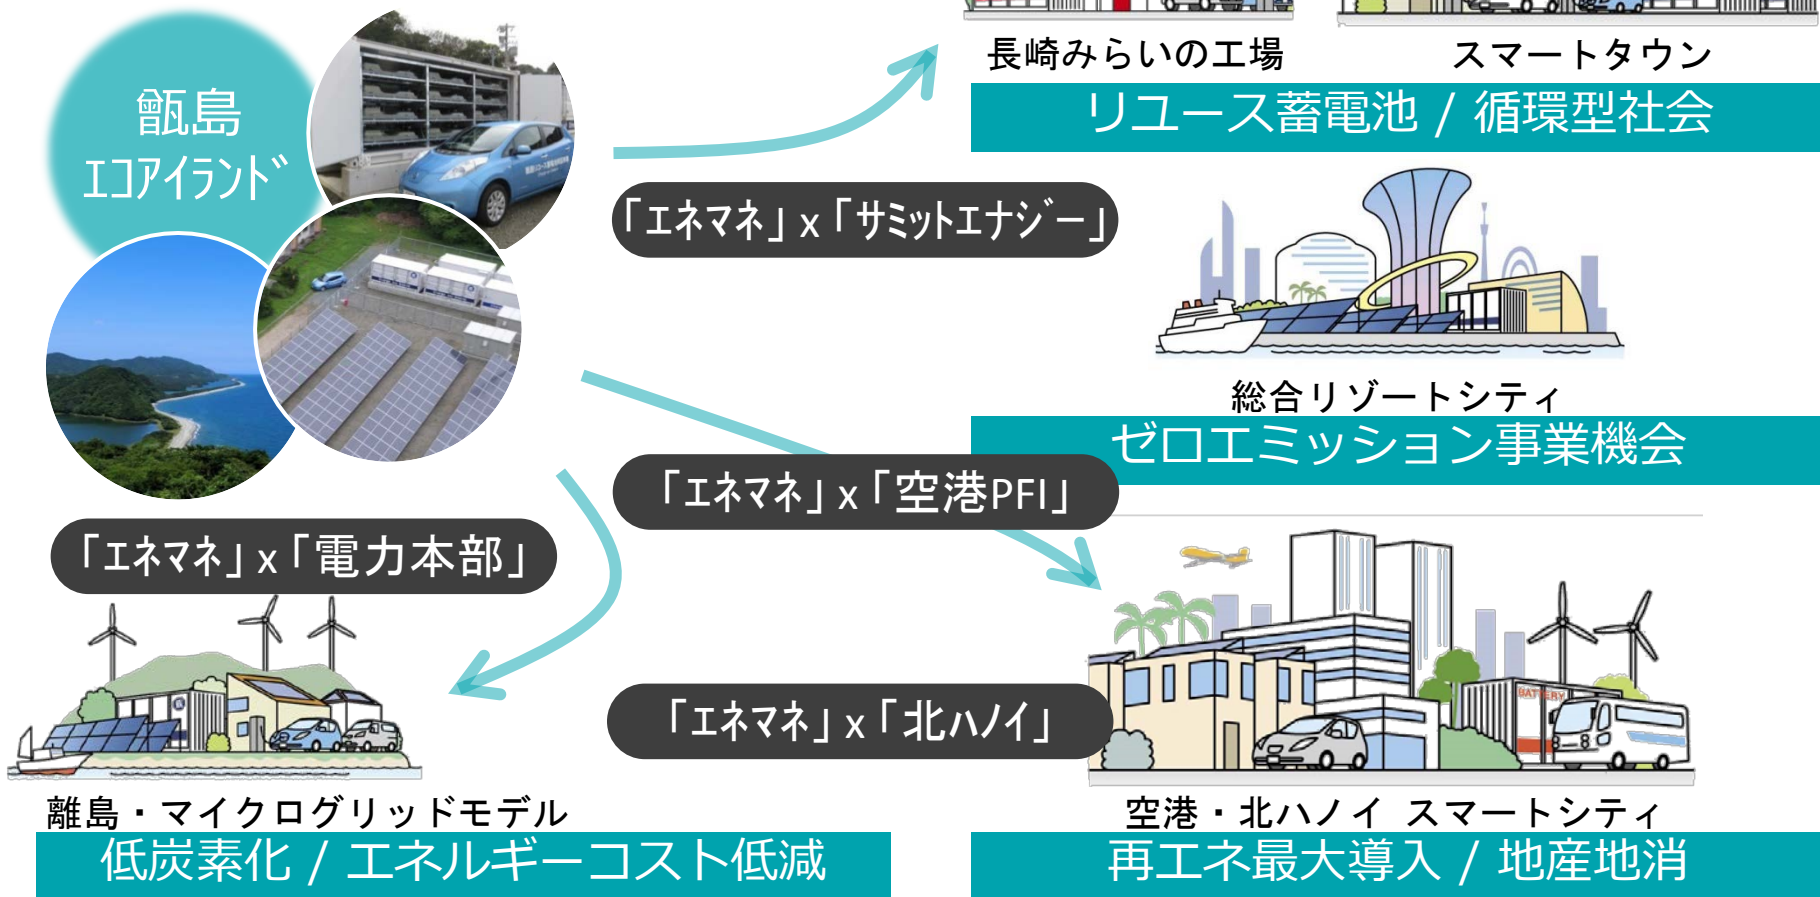 長崎みらいの工場
スマートタウン
リユース蓄電池 / 循環型社会
甑島
エコアイランド
「エネマネ」x「サミットエナジー」
総合リゾートシティ
ゼロエミッション事業機会
「エネマネ」x「空港PFI」
「エネマネ」x「電力本部」
「エネマネ」x「北ハノイ」
BATTERY
離島・マイクログリッドモデル
低炭素化 / エネルギーコスト低減
空港・北ハノイ スマートシティ
再エネ最大導入 / 地産地消